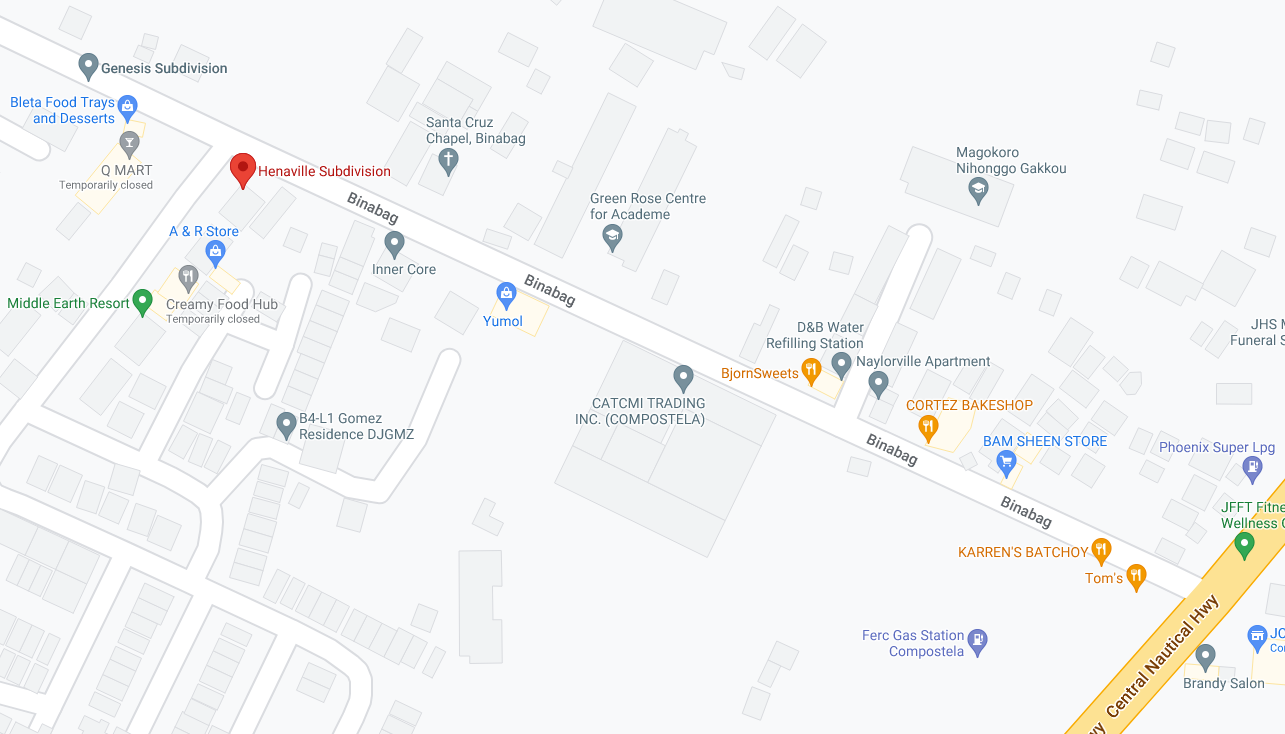 Genesis Subdivision
Bleta Food Trays
and Desserts
Q MART
Temporarily closed
Henaville Subdivision
Santa Cruz
Chapel, Binabag
Magokoro
Nihonggo Gakkou
Binabag
Green Rose Centre
for Academe
A & R Store
Inner Core
Middle Earth Resort
Creamy Food Hub
Temporarily closed
Binabag
Yumol
D&B Water
Refilling Station
JHS M
Funeral S
BjornSweets
Naylorville Apartment
CATCMI TRADING
INC. (COMPOSTELA)
CORTEZ BAKESHOP
B4-L1 Gomez
Residence DJGMZ
Binabag
BAM SHEEN STORE
Phoenix Super Lpg
Binabag
JFFT Fitne
Wellness C
KARREN'S BATCHOY
Tom's
Central Nautical Hwy
Ferc Gas Station
Compostela
JC
Cor
Brandy Salon
wy